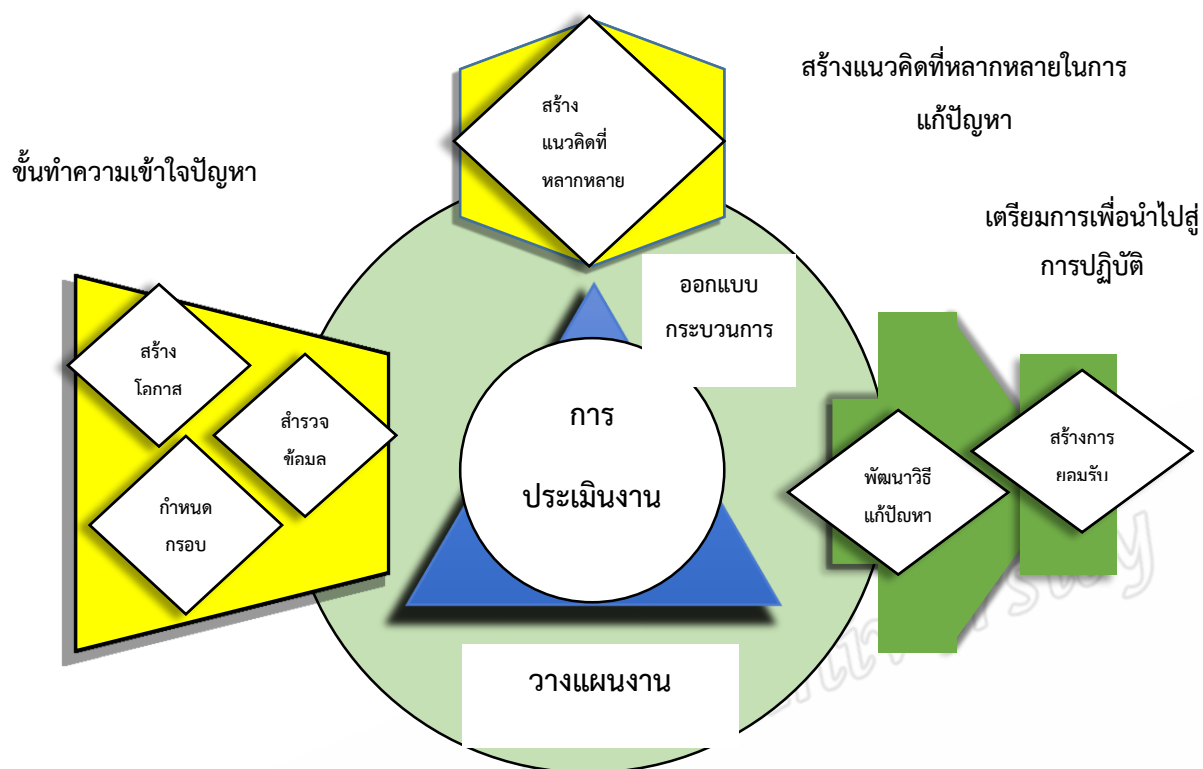 สร้างแนวคิดที่หลากหลายในการ
แก้ปัญหา
ขั้นทำความเข้าใจปัญหา
เตรียมการเพื่อนำไปสู่
การปฏิบัติ
สร้าง
แนวคิดที่
หลากหลาย
ออกแบบ
กระบวนการ
สร้าง
โอกาส
สำรวจ
ข้อมูล
กำหนด
กรอบ
การ
ประเมินงาน
พัฒนาวิธี
แก้ปัญหา
สร้างการ
ยอมรับ
วางแผนงาน